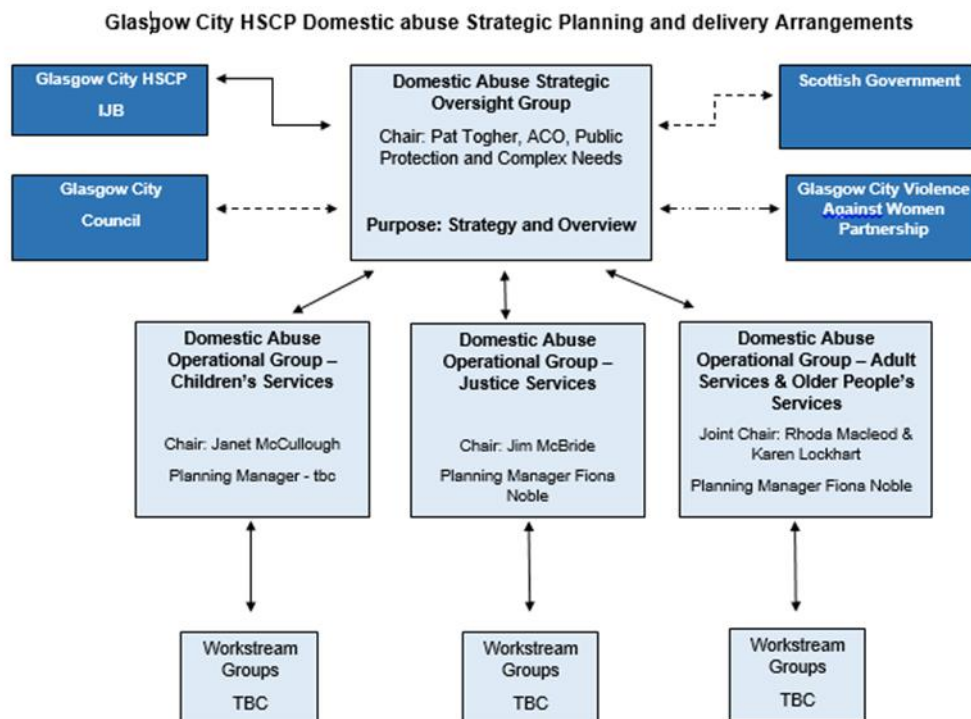 Glasgow City HSCP Domestic abuse Strategic Planning and delivery Arrangements
Glasgow City HSCP
IJB
Domestic Abuse Strategic
Oversight Group
Chair: Pat Togher, ACO, Public
Protection and Complex Needs
Purpose: Strategy and Overview
Scottish Government
Glasgow City
Council
Glasgow City Violence
Against Women
Partnership
Domestic Abuse
Operational Group –
Children's Services
Chair: Janet McCullough
Planning Manager - tbc
Domestic Abuse
Operational Group –
Justice Services
Chair: Jim McBride
Planning Manager Fiona
Noble
Domestic Abuse
Operational Group – Adult
Services & Older People's
Services
Joint Chair: Rhoda Macleod &
Karen Lockhart
Planning Manager Fiona Noble
Workstream
Groups
TBC
Workstream
Groups
TBC
Workstream
Groups
TBC